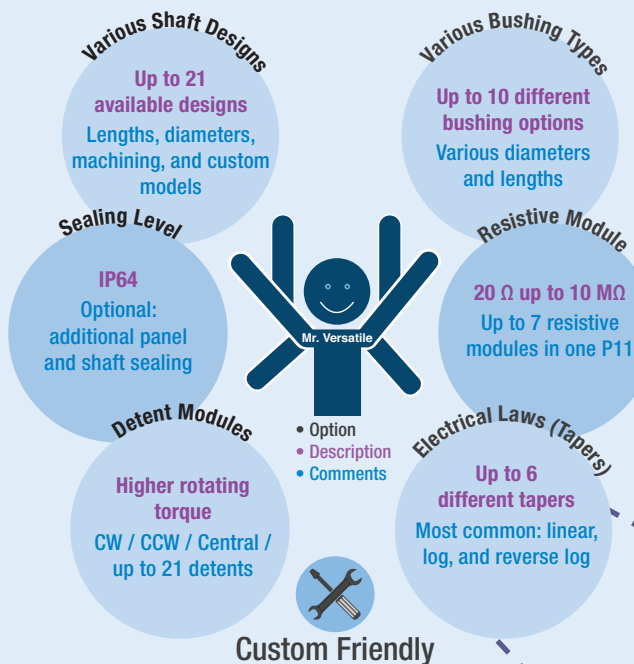 Various Shaft Designs
Up to 21
available designs
Lengths, diameters,
machining, and custom
models
Various Bushing Types
Up to 10 different
bushing options
Various diameters
and lengths
Sealing Level
IP64
Optional:
additional panel
and shaft sealing
Mr. Versatile
Resistive Module
20 Ω up to 10 MΩ
Up to 7 resistive
modules in one P11
• Option
• Description
• Comments
Detent Modules
Higher rotating
torque
CW / CCW / Central /
up to 21 detents
Electrical Laws (Tapers)
Up to 6
different tapers
Most common: linear,
log, and reverse log
Custom Friendly